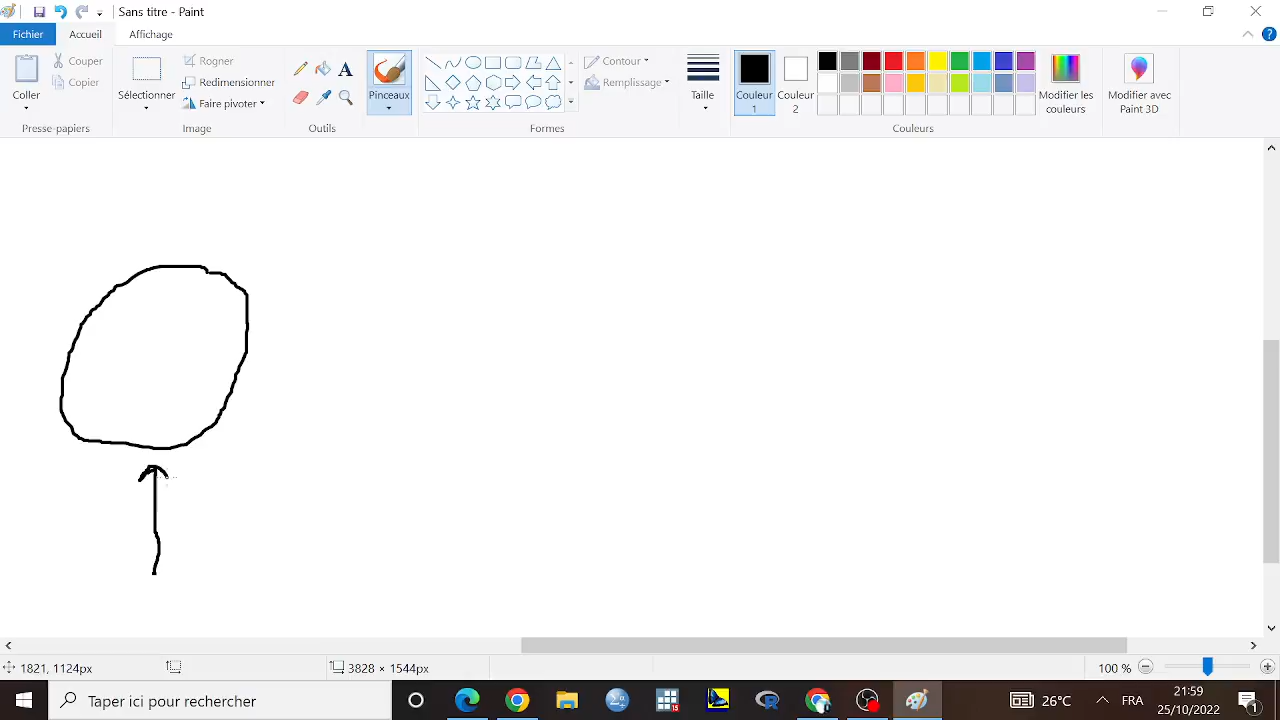 Sans titre - Paint
Fichier Accueil Affichage
Coller
Couper
Copier
Presse-papiers
Sélectionner
Rogner
Redimensionner
Faire pivoter
Image
A
Outils
Pinceaux
Formes
Contour
Remplissage
Taille
Couleur 1
Couleur 2
Modifier les couleurs
Couleurs
Modifier avec Paint 3D
1821, 1124px
3828 × 1544px
100 %
Taper ici pour rechercher
26°C
FRA
21:59
25/10/2022